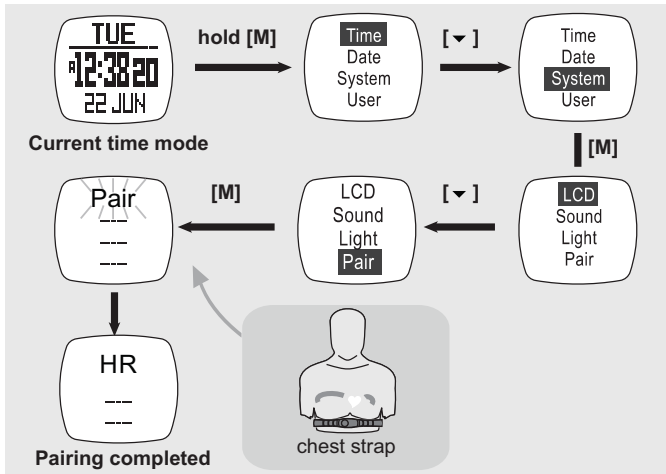 TUE
A12:38 20
22 JUN
Current time mode
hold [M]
Time
Date
System
User
[▾]
Time
Date
System
User
[M]
LCD
Sound
Light
Pair
[▾]
LCD
Sound
Light
Pair
[M]
Pair
---
---
---
HR
---
---
Pairing completed
chest strap